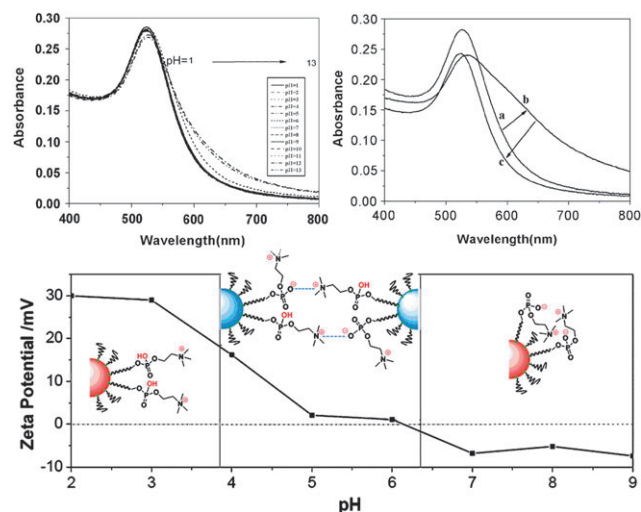 0.30
0.25
0.20
0.15
0.10
0.05
0.00
Absorbance
pH=1
13
pH=1
pH=2
pH=3
pH=4
pH=5
pH=6
pH=7
pH=8
pH=9
pH=10
pH=11
pH=12
pH=13
400 500 600 700 800
Wavelength(nm)
0.30
0.25
0.20
0.15
0.10
0.05
0.00
Absorbance
a
b
c
400 500 600 700 800
Wavelength(nm)
40
30
20
10
0
-10
Zeta Potential /mV
2 3 4 5 6 7 8 9
pH